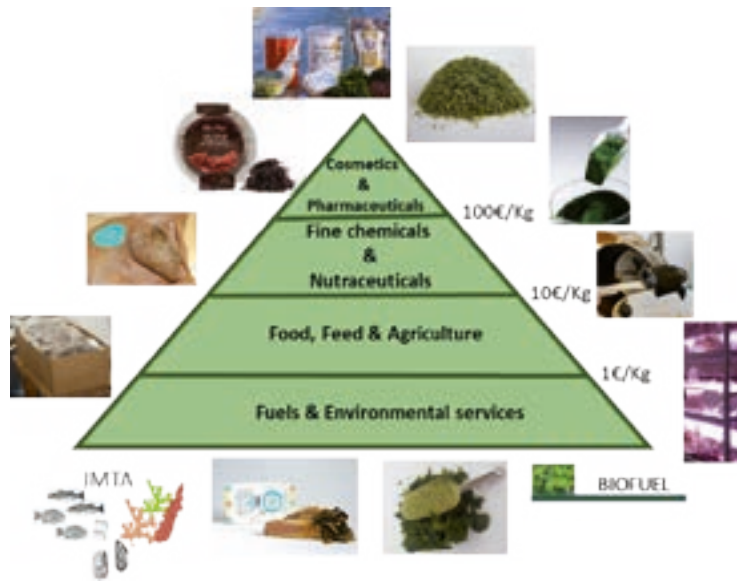 Cosmetics
&
Pharmaceuticals
100€/Kg
Fine chemicals
&
Nutraceuticals
10€/Kg
Food, Feed & Agriculture
1€/Kg
Fuels & Environmental services
IMTA
BIOFUEL